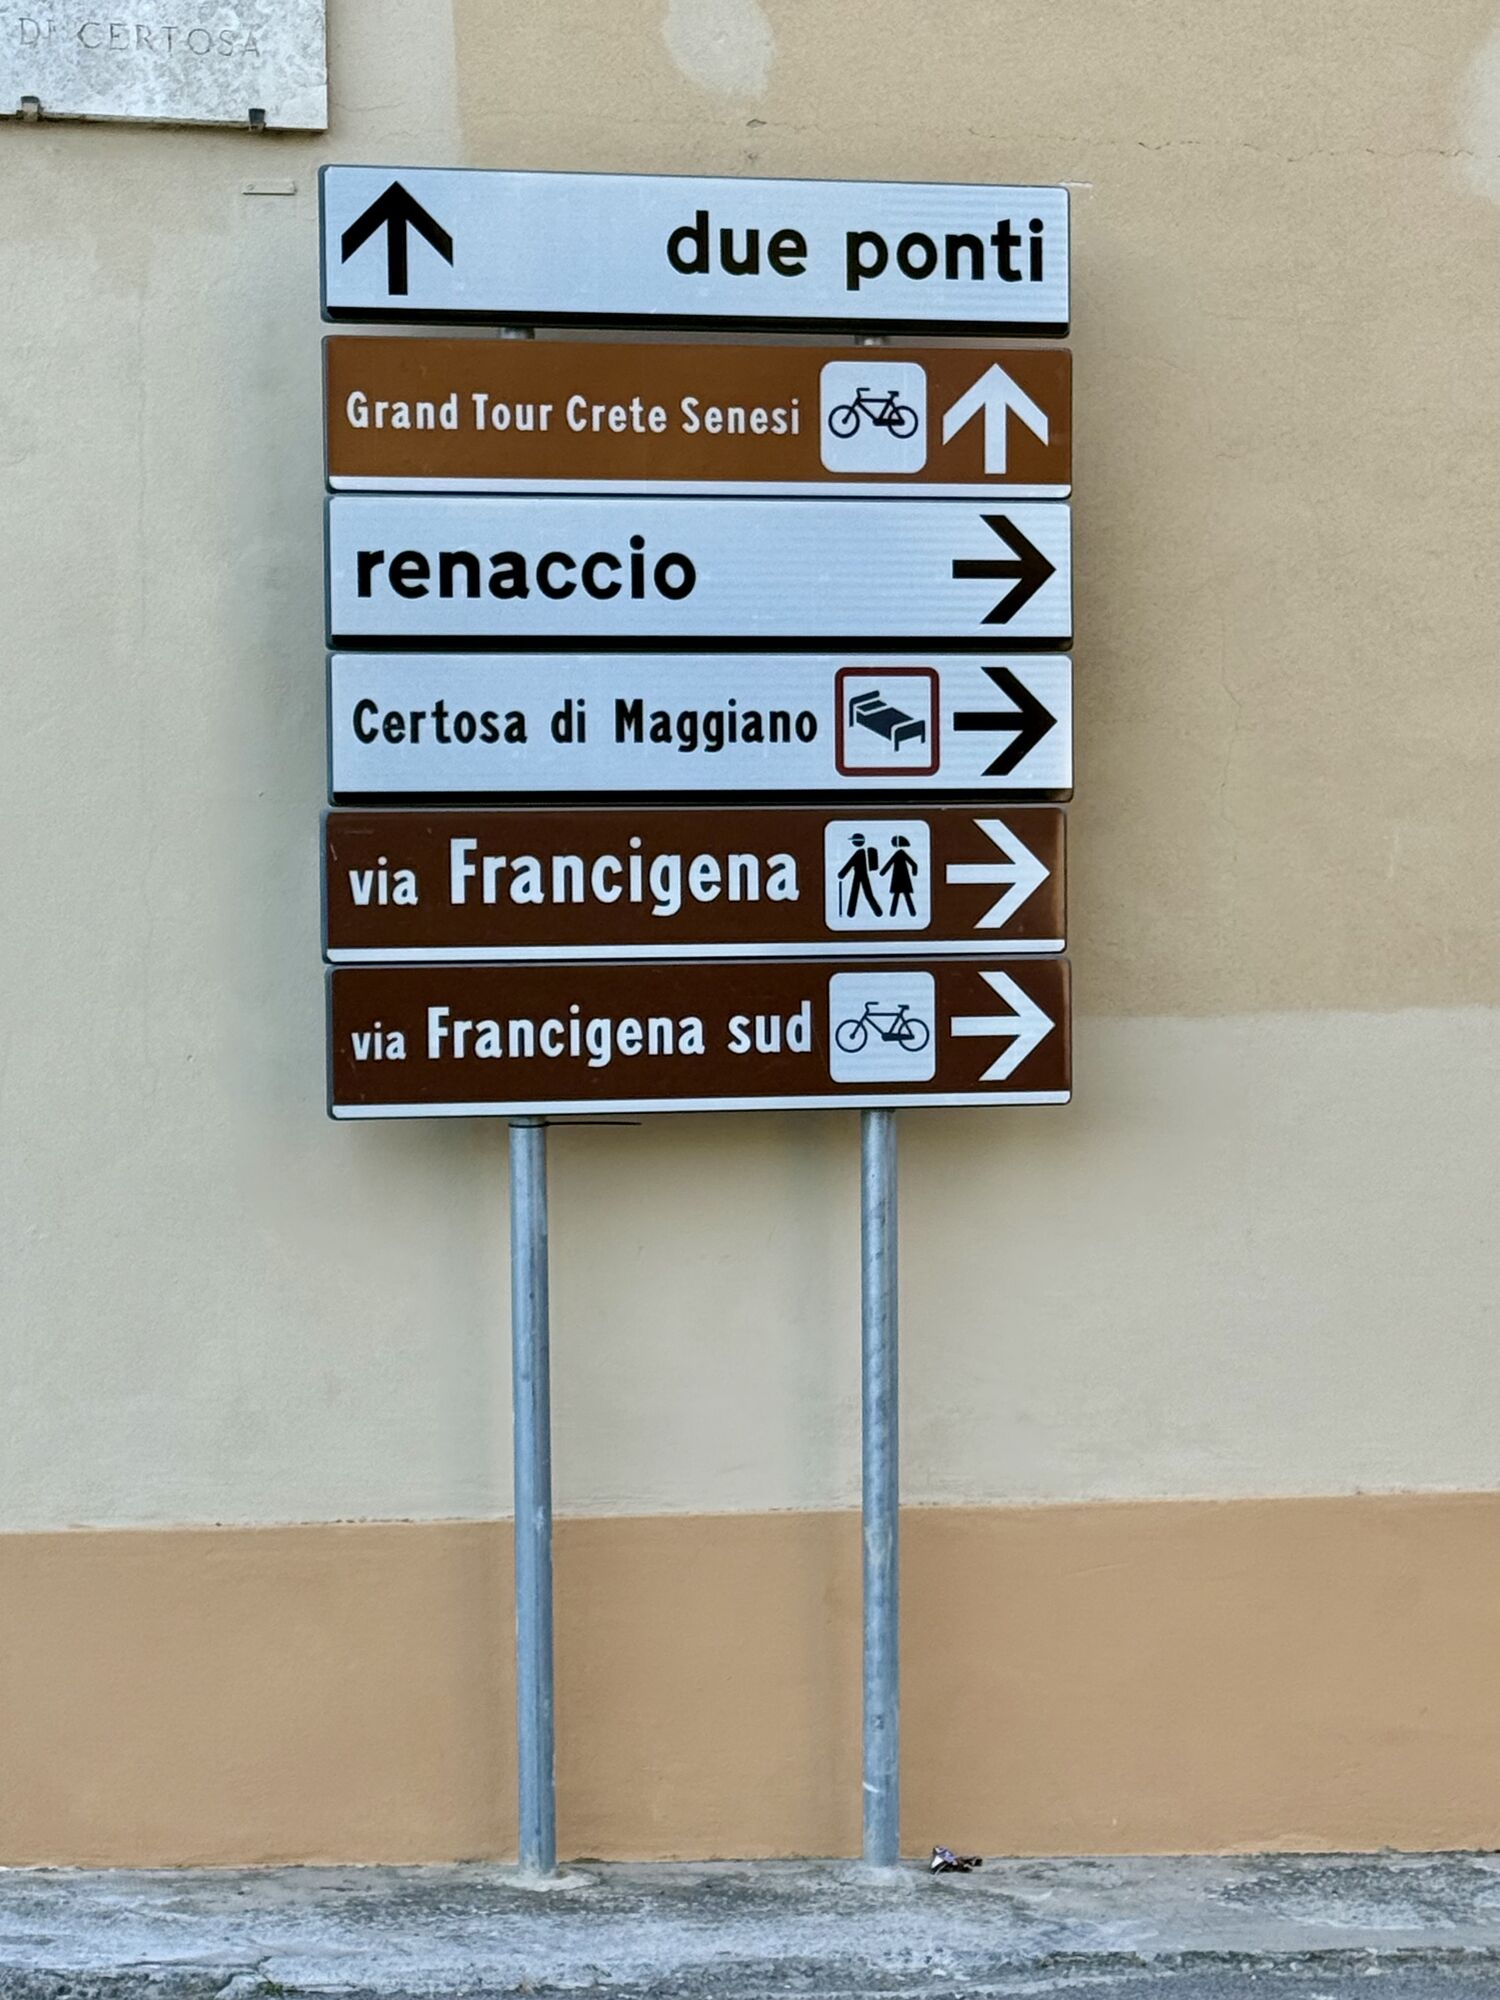 DI CERTOSA
due ponti
Grand Tour Crete Senesi
renaccio
Certosa di Maggiano
via Francigena
via Francigena sud